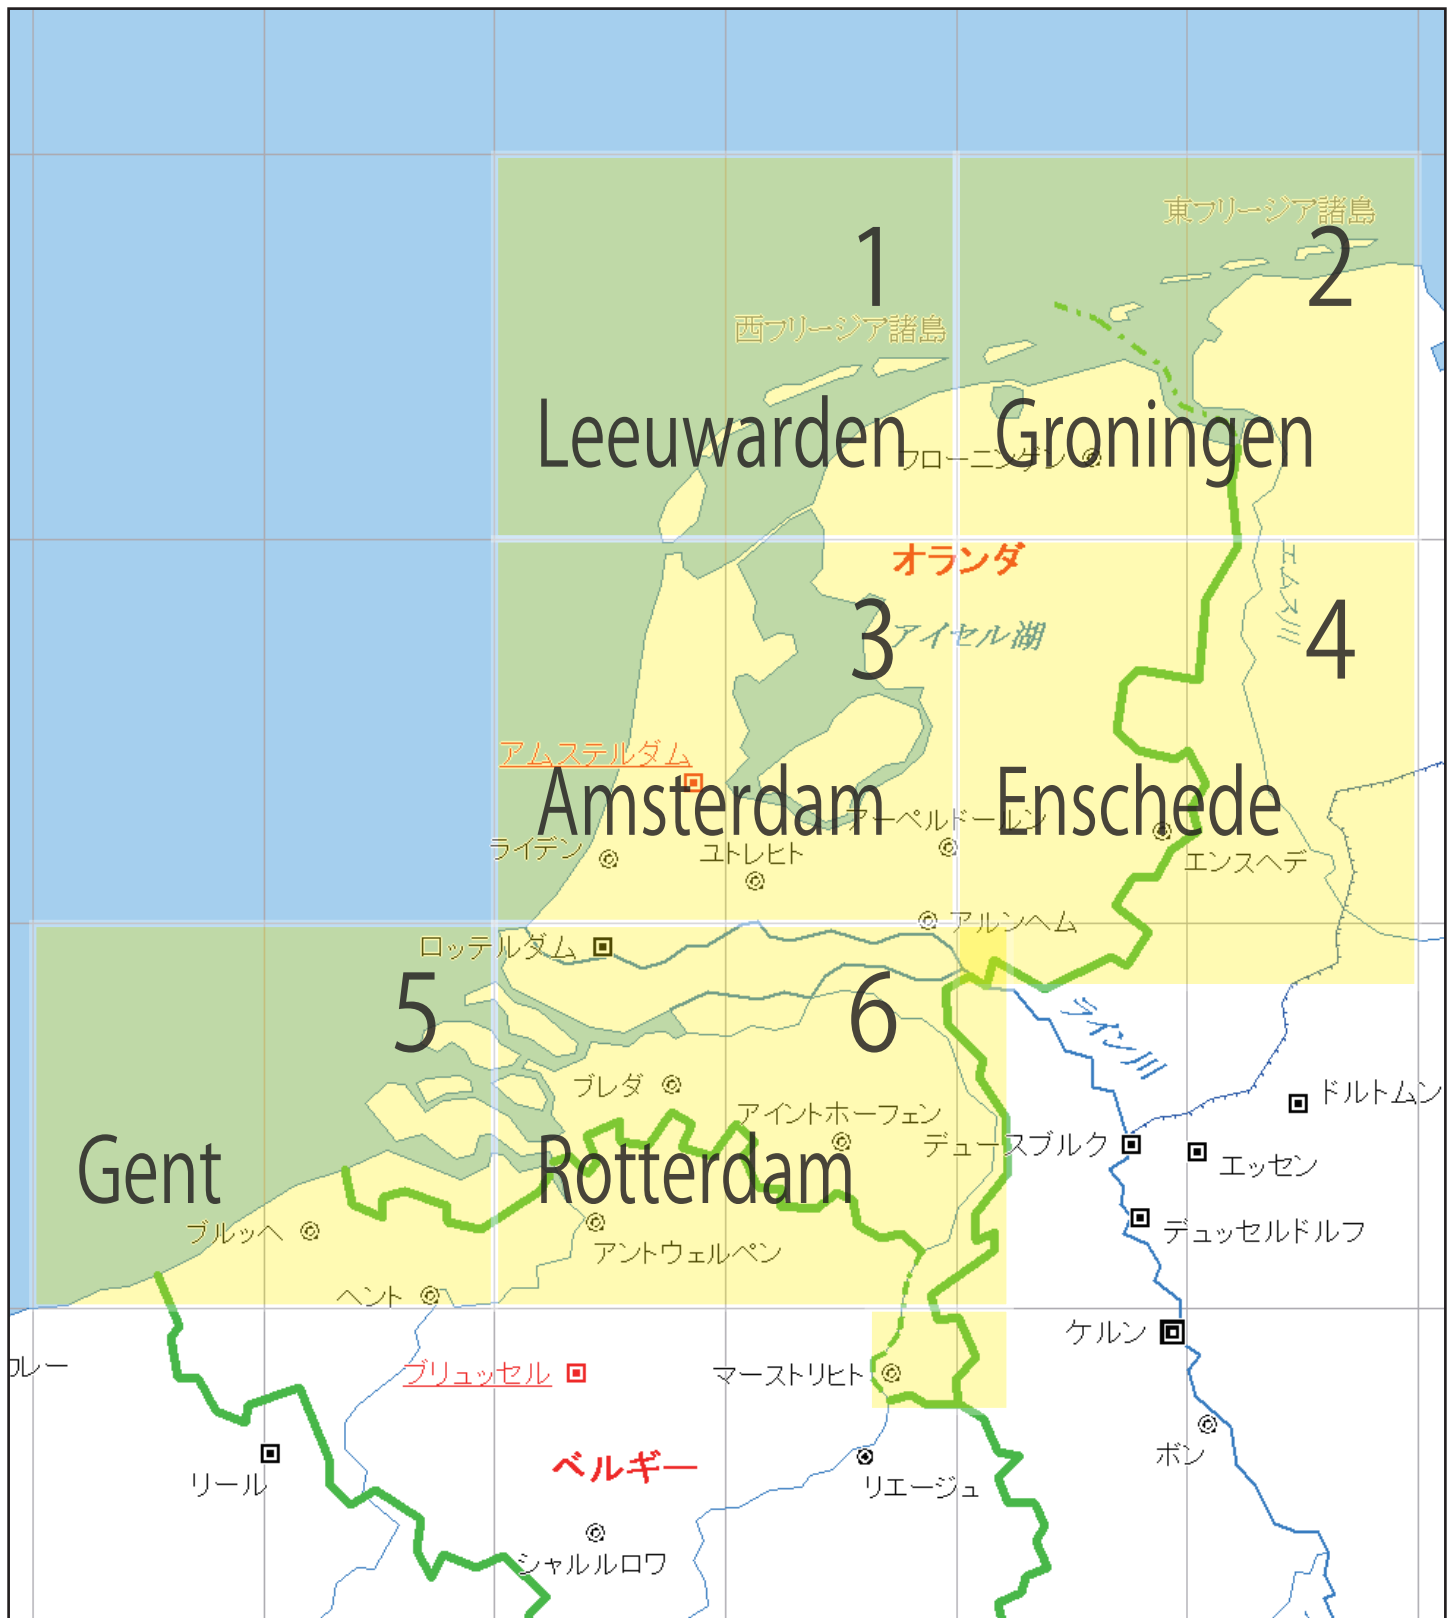 東フリージア諸島
1
2
西フリージア諸島
Leeuwarden
Groningen
フローニンゲン
オランダ
エムス川
3
アイセル湖
4
アムステルダム
Amsterdam
Enschede
アーペルドールン
ライデン
ユトレヒト
エンスヘデ
アルンヘム
ロッテルダム
5
6
ライン川
ブレダ
ドルトムン
アイントホーフェン
デュースブルク
Gent
Rotterdam
エッセン
ブルッヘ
デュッセルドルフ
アントウェルペン
ヘント
ケルン
カレー
ブリュッセル
マーストリヒト
ボン
ベルギー
リール
リエージュ
シャルルロワ